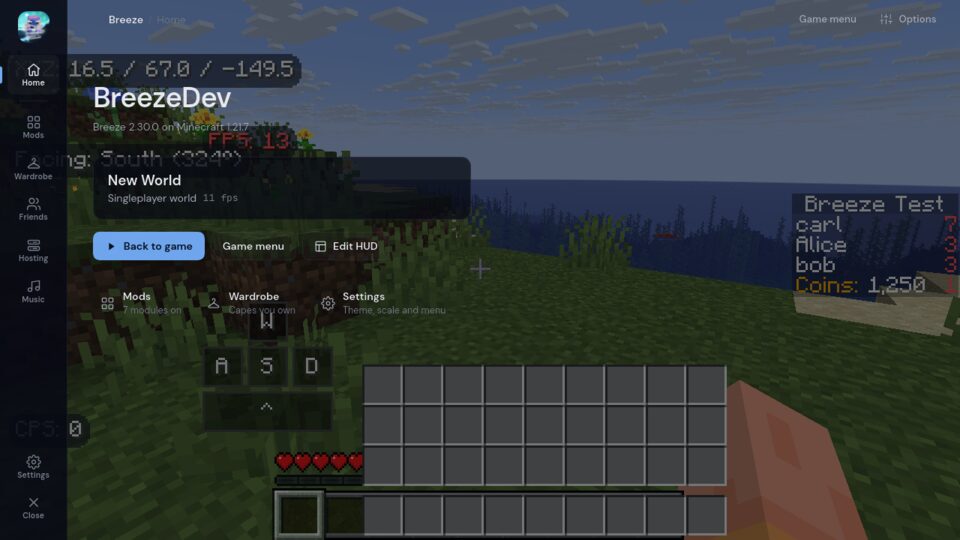 Breeze / Home
Game menu
Options
Home
16.5 / 67.0 / -149.5
BreezeDev
Breeze 2.30.0 on Minecraft 1.21.7
Mods
FPS: 13
Facing: South (324°)
New World
Wardrobe
Singleplayer world 11 fps
Breeze Test
carl 7
Friends
Alice 3
Back to game
Game menu
Edit HUD
Hosting
bob 3
Coins: 1,250
Mods
Wardrobe
Settings
Music
7 modules on
Capes you own
Theme, scale and menu
W
A
S
D
^
CPS: 0
Settings
Close